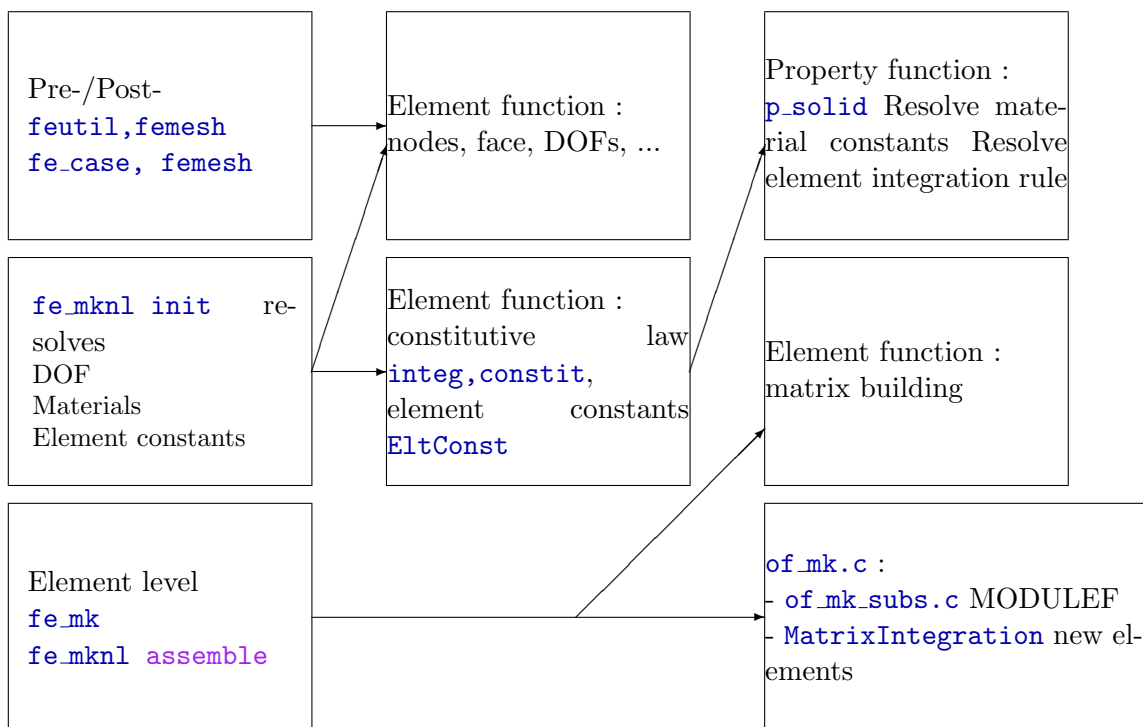 Pre-/Post-
feutil,femesh
fe_case, femesh
Element function :
nodes, face, DOFs, ...
Property function :
p_solid Resolve mate-
rial constants Resolve
element integration rule
fe_mknl init re-
solves
DOF
Materials
Element constants
Element function :
constitutive law
integ,constit,
element constants
EltConst
Element function :
matrix building
Element level
fe_mk
fe_mknl assemble
of_mk.c :
- of_mk_subs.c MODULEF
- MatrixIntegration new el-
ements